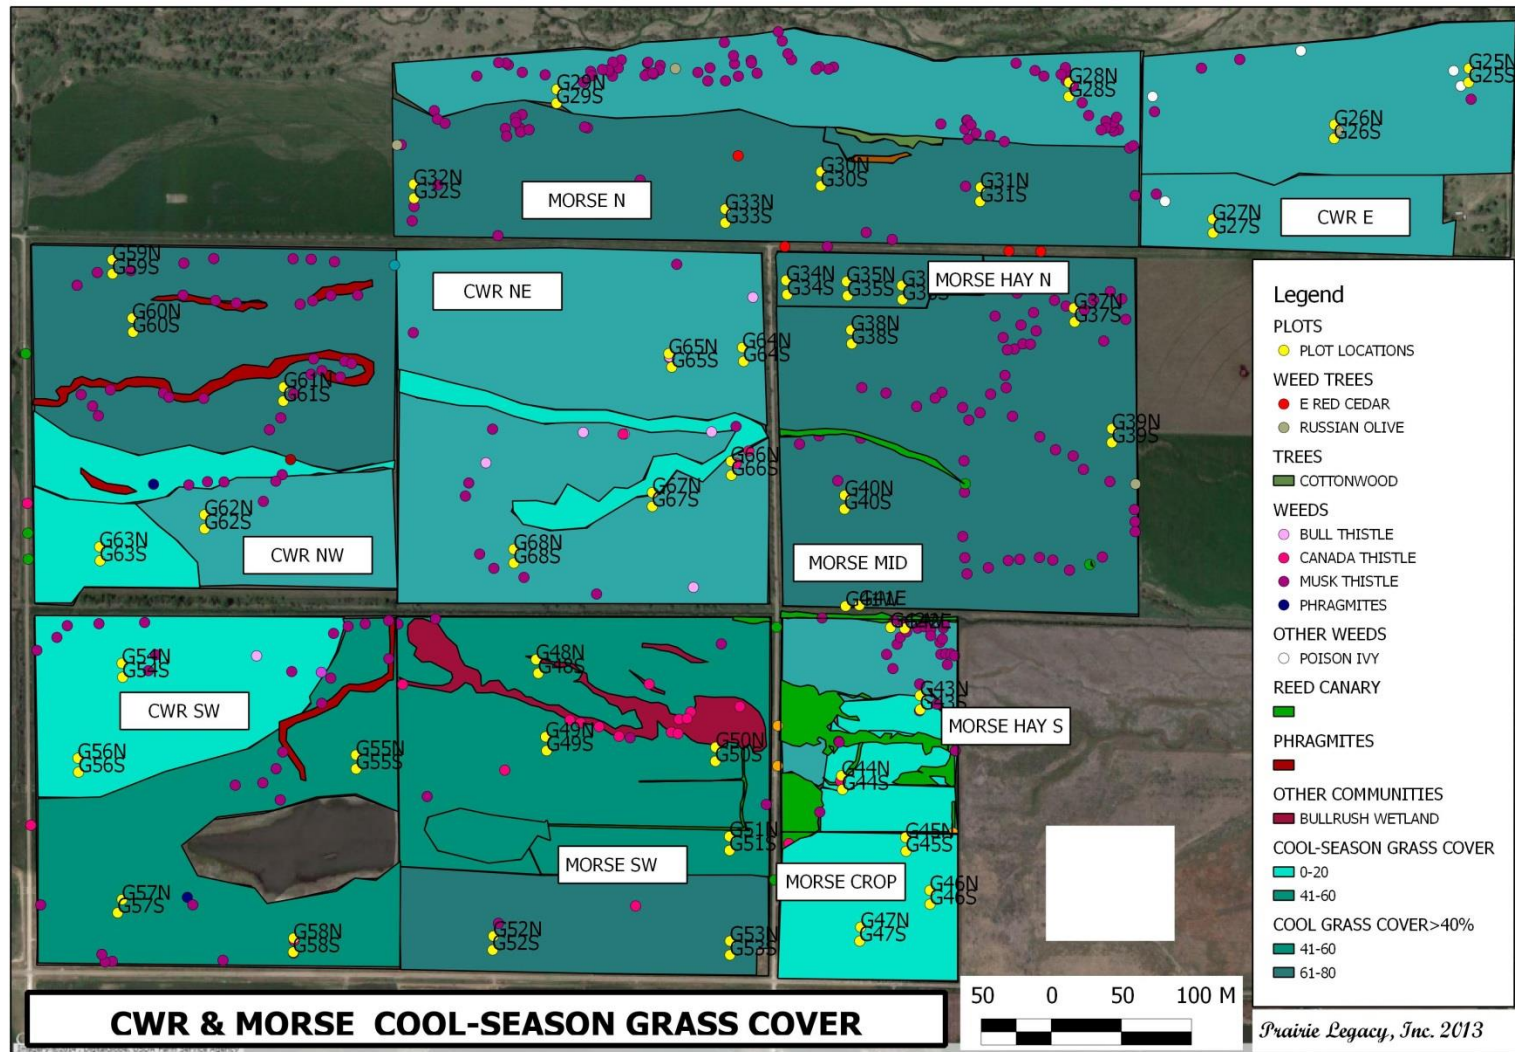 G25N
G25S
G29N
G29S
G28N
G28S
G26N
G26S
G32N
G32S
G30N
G30S
G31N
G31S
MORSE N
G33N
G33S
G27N
G27S
CWR E
G59N
G59S
CWR NE
G34N
G34S
G35N
G35S
MORSE HAY N
G37N
G37S
G60N
G60S
G38N
G38S
G65N
G65S
G64N
G64S
G61N
G61S
G39N
G39S
G66N
G66S
G67N
G67S
G40N
G40S
G62N
G62S
G63N
G63S
CWR NW
G68N
G68S
MORSE MID
G54N
G54S
G48N
G48S
CWR SW
G43N
G43S
MORSE HAY S
G49N
G49S
G50N
G50S
G55N
G55S
G56N
G56S
G44N
G44S
G51N
G51S
G45N
G45S
MORSE SW
MORSE CROP
G57N
G57S
G46N
G46S
G58N
G58S
G52N
G52S
G53N
G53S
G47N
G47S
Legend
PLOTS
PLOT LOCATIONS
WEED TREES
E RED CEDAR
RUSSIAN OLIVE
TREES
COTTONWOOD
WEEDS
BULL THISTLE
CANADA THISTLE
MUSK THISTLE
PHRAGMITES
OTHER WEEDS
POISON IVY
REED CANARY
PHRAGMITES
OTHER COMMUNITIES
BULLRUSH WETLAND
COOL-SEASON GRASS COVER
0-20
41-60
COOL GRASS COVER>40%
41-60
61-80
50 0 50 100 M
CWR & MORSE COOL-SEASON GRASS COVER
Prairie Legacy, Inc. 2013